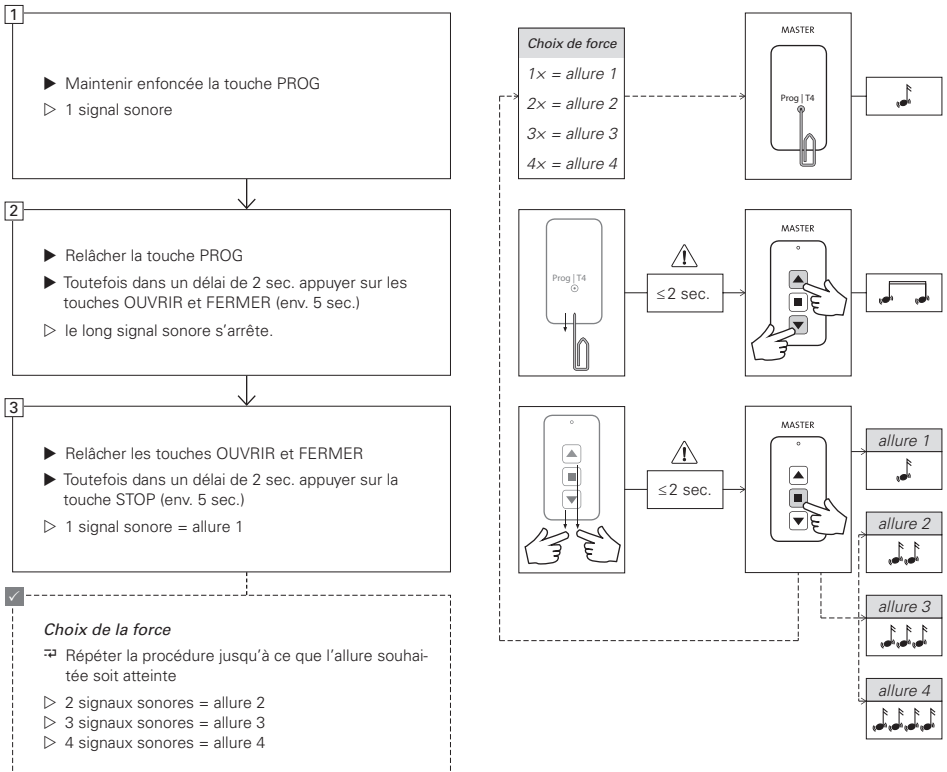 1
▶ Maintenir enfoncée la touche PROG
▷ 1 signal sonore
2
▶ Relâcher la touche PROG
▶ Toutefois dans un délai de 2 sec. appuyer sur les
touches OUVRIR et FERMER (env. 5 sec.)
▷ le long signal sonore s'arrête.
3
▶ Relâcher les touches OUVRIR et FERMER
▶ Toutefois dans un délai de 2 sec. appuyer sur la
touche STOP (env. 5 sec.)
▷ 1 signal sonore = allure 1
Choix de la force
Répéter la procédure jusqu'à ce que l'allure souhai-
tée soit atteinte
▷ 2 signaux sonores = allure 2
▷ 3 signaux sonores = allure 3
▷ 4 signaux sonores = allure 4
Choix de force
1× = allure 1
2× = allure 2
3× = allure 3
4× = allure 4
MASTER
Prog | T4
Prog | T4
≤2 sec.
MASTER
≤2 sec.
MASTER
allure 1
allure 2
allure 3
allure 4